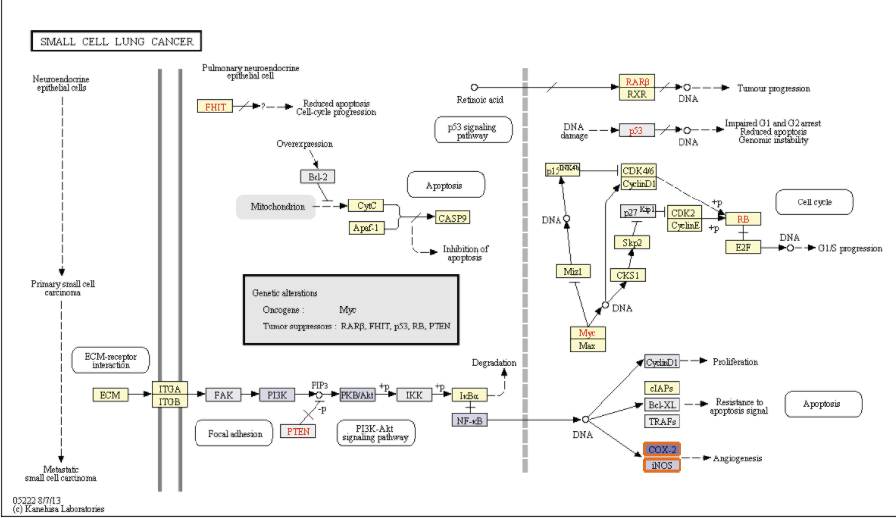 SMALL CELL LUNG CANCER
Neuroendocrine
epithelial cells
Pulmonary neuroendocrine
epithelial cell
FHIT
?
Reduced apoptosis
Cell-cycle progression
Retinoic acid
RARβ
RXR
DNA
Tumour progression
p53 signaling
pathway
DNA
damage
p53
DNA
Impaired G1 and G2 arrest
Reduced apoptosis
Genomic instability
Overexpression
Bcl-2
Mitochondrion
CytC
Apaf-1
CASP9
Apoptosis
Inhibition of
apoptosis
p15INK4b
CDK4/6
CyclinD1
DNA
p27Kip1
CDK2
CyclinE
+p
+p
RB
E2F
Cell cycle
DNA
G1/S progression
Skp2
Miz1
CKS1
DNA
Myc
Max
Primary small cell
carcinoma
Genetic alterations
Oncogene : Myc
Tumor suppressors : RARβ, FHIT, p53, RB, PTEN
ECM-receptor
interaction
ECM
ITGA
ITGB
FAK
PI3K
PIP3
-p
PTEN
PKB/Akt
+p
IKK
+p
IκBα
NF-κB
Degradation
Focal adhesion
PI3K-Akt
signaling pathway
DNA
CyclinD1
Proliferation
cIAPs
Bcl-XL
TRAFs
Resistance to
apoptosis signal
Apoptosis
COX-2
iNOS
Angiogenesis
Metastatic
small cell carcinoma
05222 8/7/13
(c) Kanehisa Laboratories